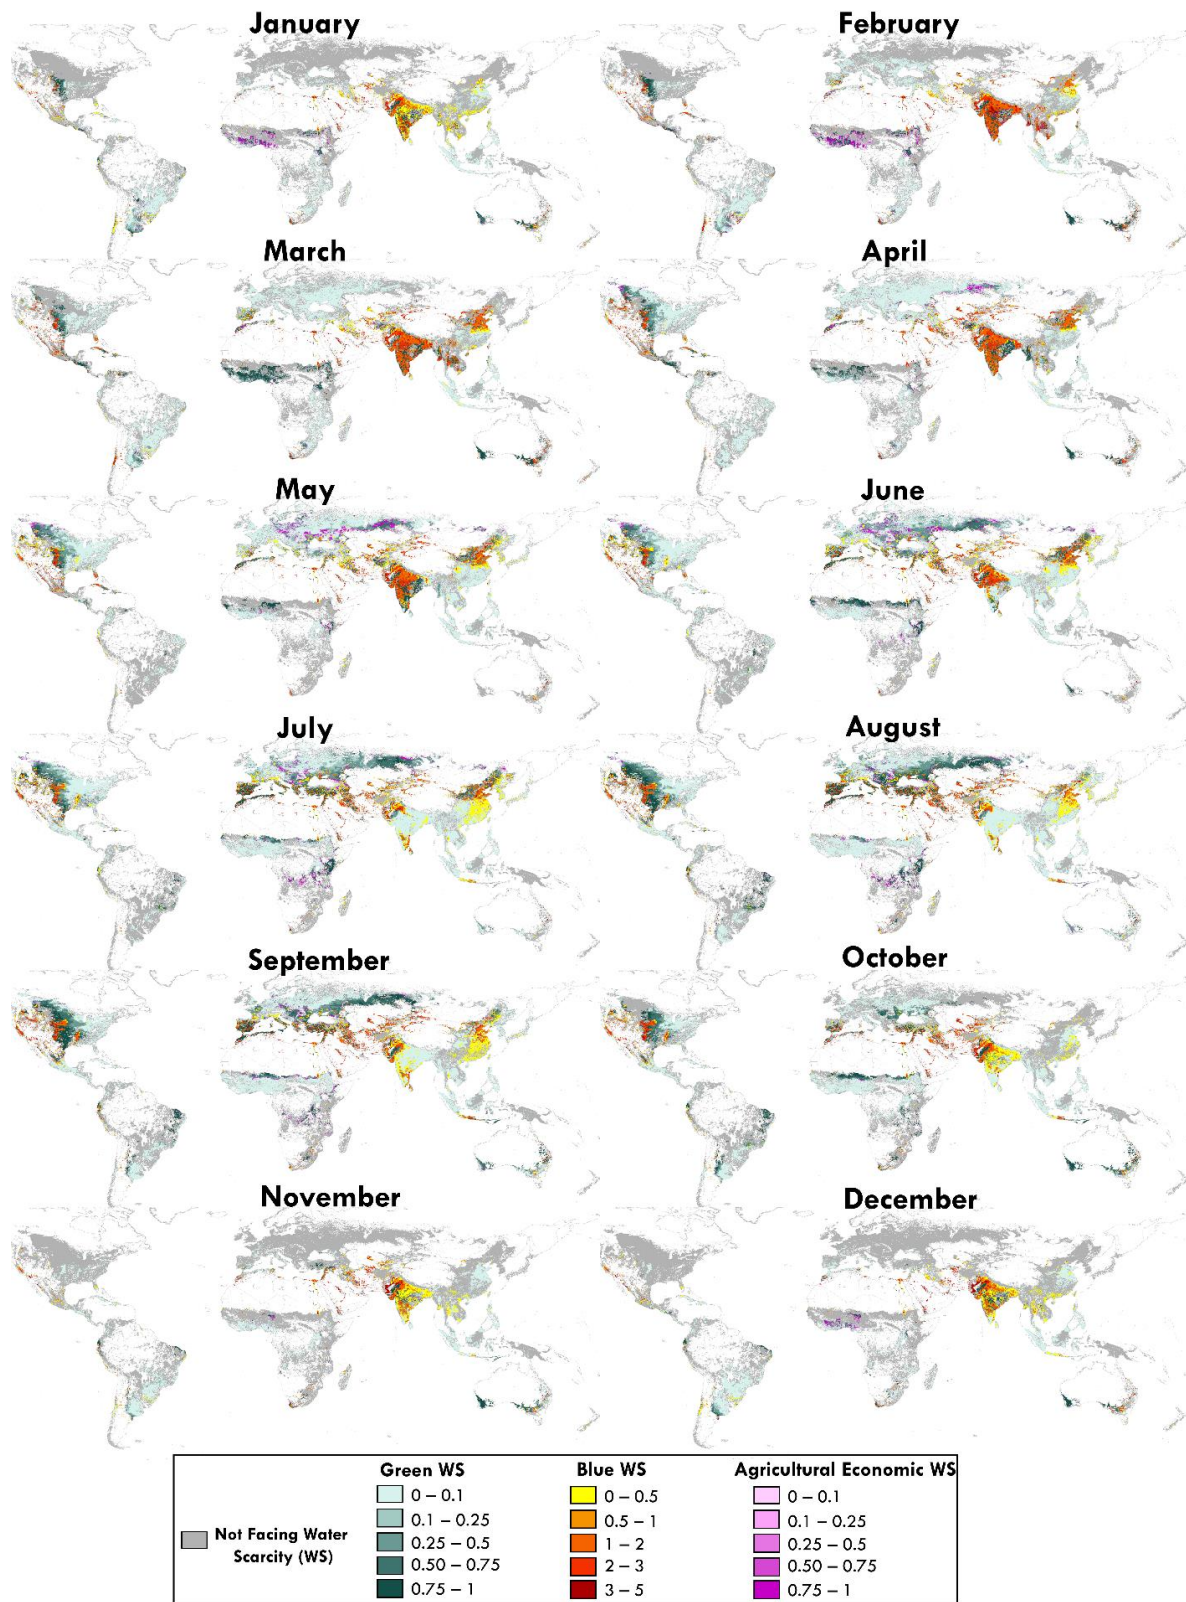 January
February
March
April
May
June
July
August
September
October
November
December
Green WS
Blue WS
Agricultural Economic WS
0 – 0.1
0 – 0.5
0 – 0.1
0.1 – 0.25
0.5 – 1
0.1 – 0.25
Not Facing Water
Scarcity (WS)
0.25 – 0.5
1 – 2
0.25 – 0.5
0.50 – 0.75
2 – 3
0.50 – 0.75
0.75 – 1
3 – 5
0.75 – 1